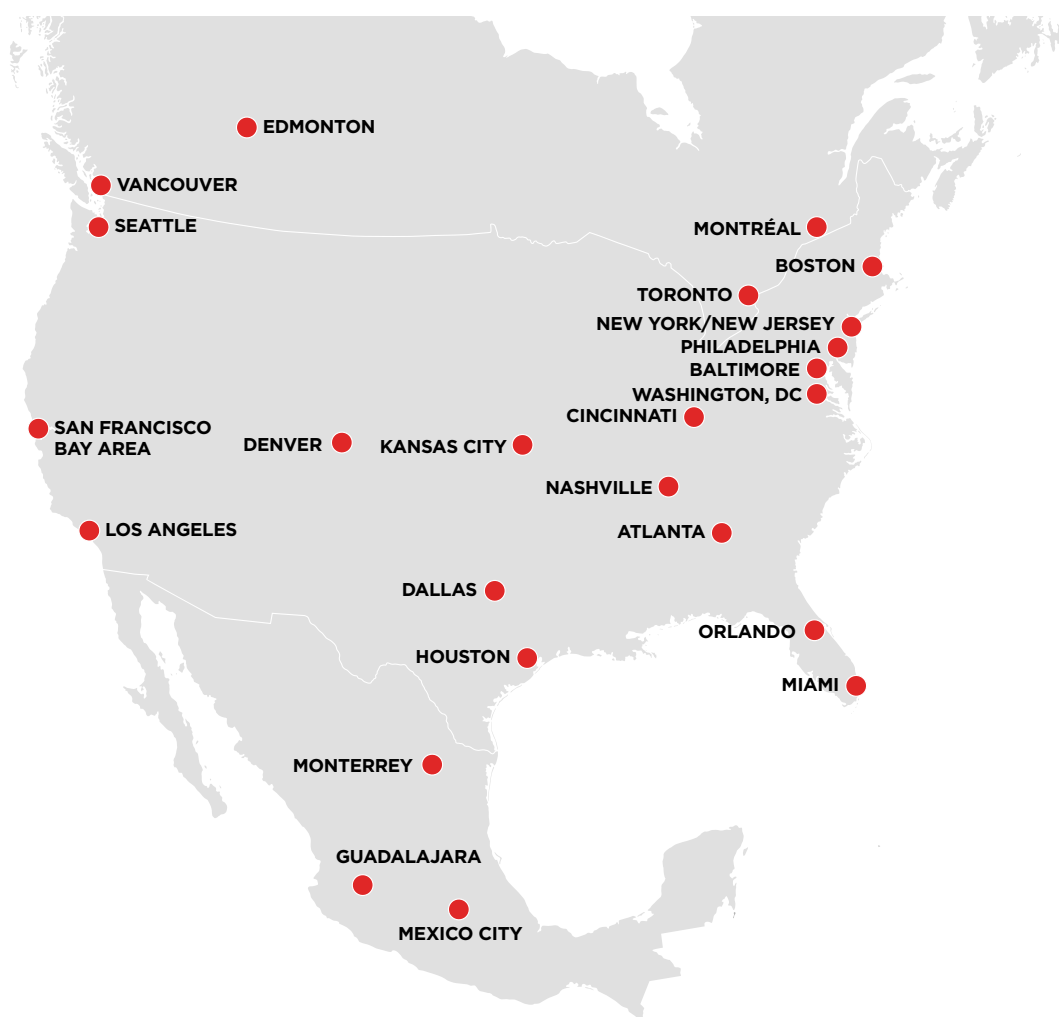 EDMONTON
VANCOUVER
SEATTLE
MONTRÉAL
BOSTON
TORONTO
NEW YORK/NEW JERSEY
PHILADELPHIA
BALTIMORE
WASHINGTON, DC
CINCINNATI
SAN FRANCISCO
BAY AREA
DENVER
KANSAS CITY
NASHVILLE
LOS ANGELES
ATLANTA
DALLAS
ORLANDO
HOUSTON
MIAMI
MONTERREY
GUADALAJARA
MEXICO CITY